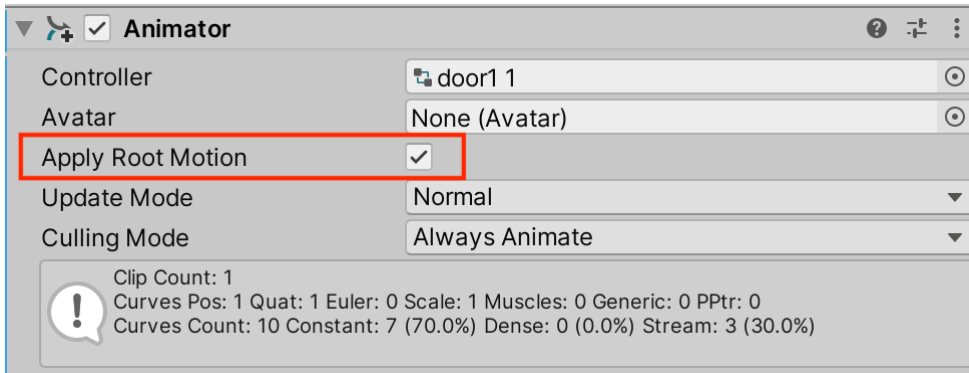 Animator
Controller door1 1
Avatar None (Avatar)
Apply Root Motion
Update Mode Normal
Culling Mode Always Animate
Clip Count: 1
Curves Pos: 1 Quat: 1 Euler: 0 Scale: 1 Muscles: 0 Generic: 0 PPtr: 0
Curves Count: 10 Constant: 7 (70.0%) Dense: 0 (0.0%) Stream: 3 (30.0%)